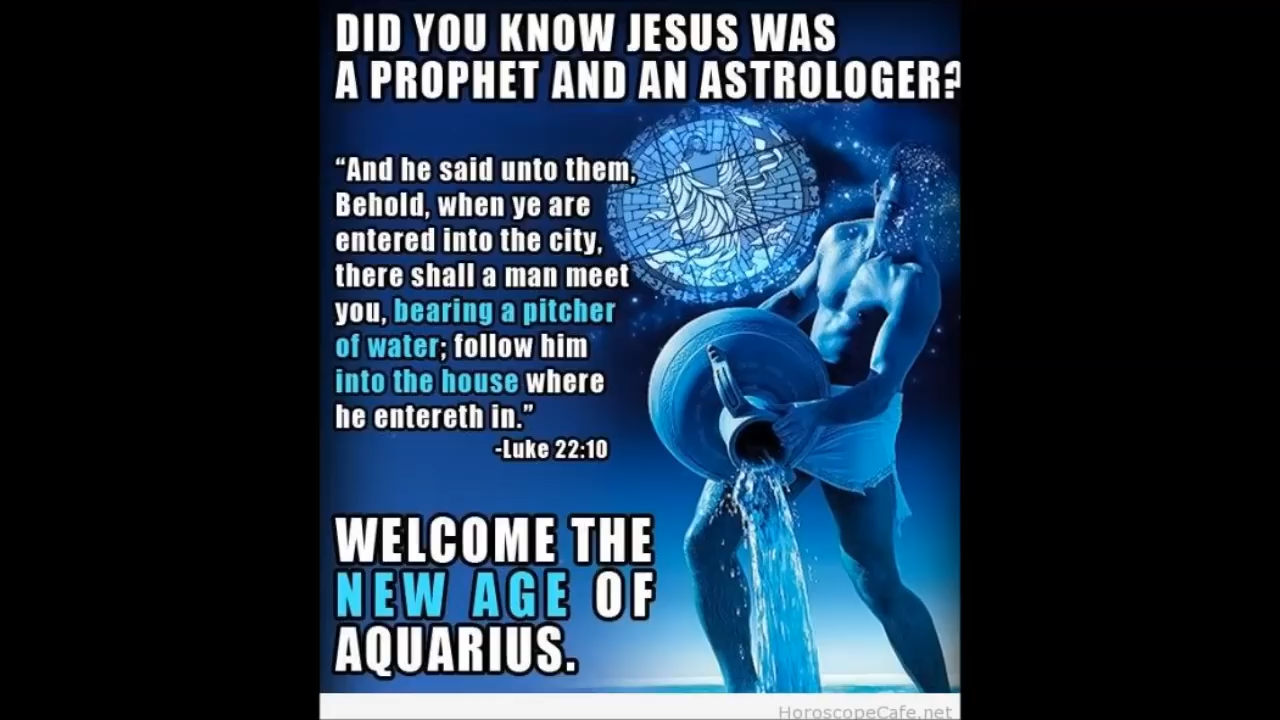 DID YOU KNOW JESUS WAS
A PROPHET AND AN ASTROLOGER?
“And he said unto them,
Behold, when ye are
entered into the city,
there shall a man meet
you, bearing a pitcher
of water; follow him
into the house where
he entereth in.”
-Luke 22:10
WELCOME THE
NEW AGE OF
AQUARIUS.
HoroscopeCafe.net